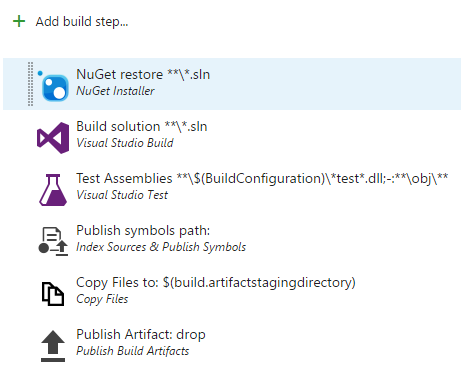 + Add build step...
NuGet restore **\*.sln
NuGet Installer
Build solution **\*.sln
Visual Studio Build
Test Assemblies **\$(BuildConfiguration)\*test*.dll;-:**\obj\**
Visual Studio Test
Publish symbols path:
Index Sources & Publish Symbols
Copy Files to: $(build.artifactstagingdirectory)
Copy Files
Publish Artifact: drop
Publish Build Artifacts